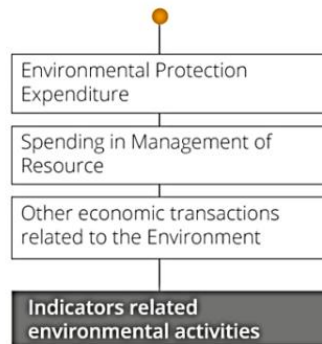 Environmental Protection
Expenditure
Spending in Management of
Resource
Other economic transactions
related to the Environment
Indicators related
environmental activities